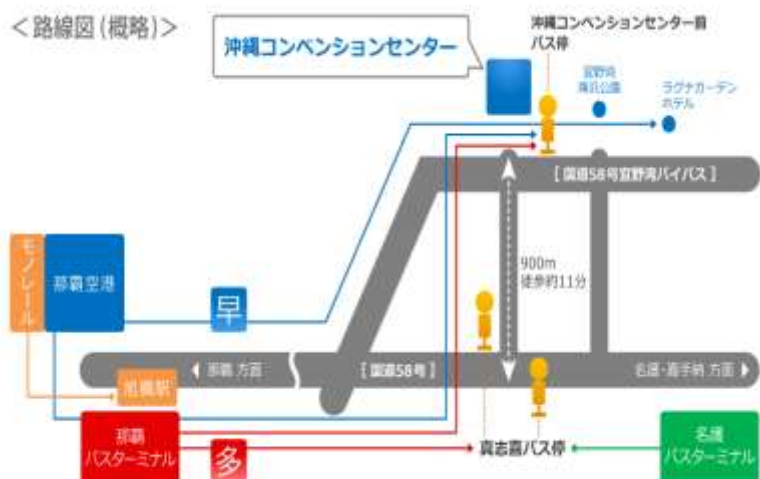 ＜路線図(概略)＞
沖縄コンベンションセンター
沖縄コンベンションセンター前
バス停
宜野湾
海浜公園
ラグナガーデン
ホテル
[ 国道58号宜野湾バイパス ]
モノレール
那覇空港
早
900m
徒歩約11分
那覇 方面
[ 国道58号 ]
名護・嘉手納 方面
旭橋駅
那覇
バスターミナル
多
真志喜バス停
名護
バスターミナル